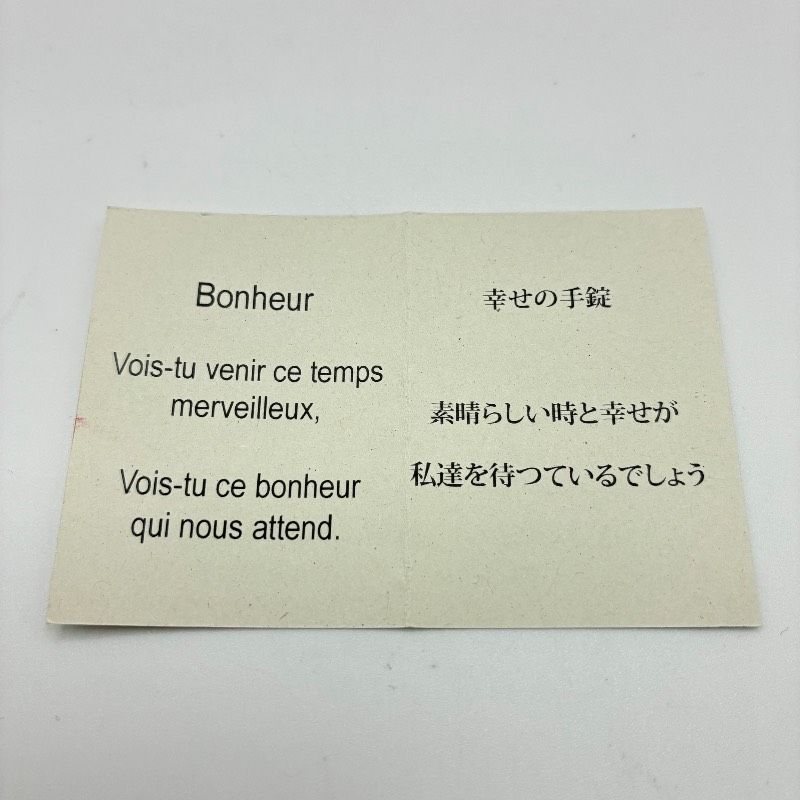 Bonheur
Vois-tu venir ce temps
merveilleux,
Vois-tu ce bonheur
qui nous attend.
幸せの手錠
素晴らしい時と幸せが
私達を待つているでしょう